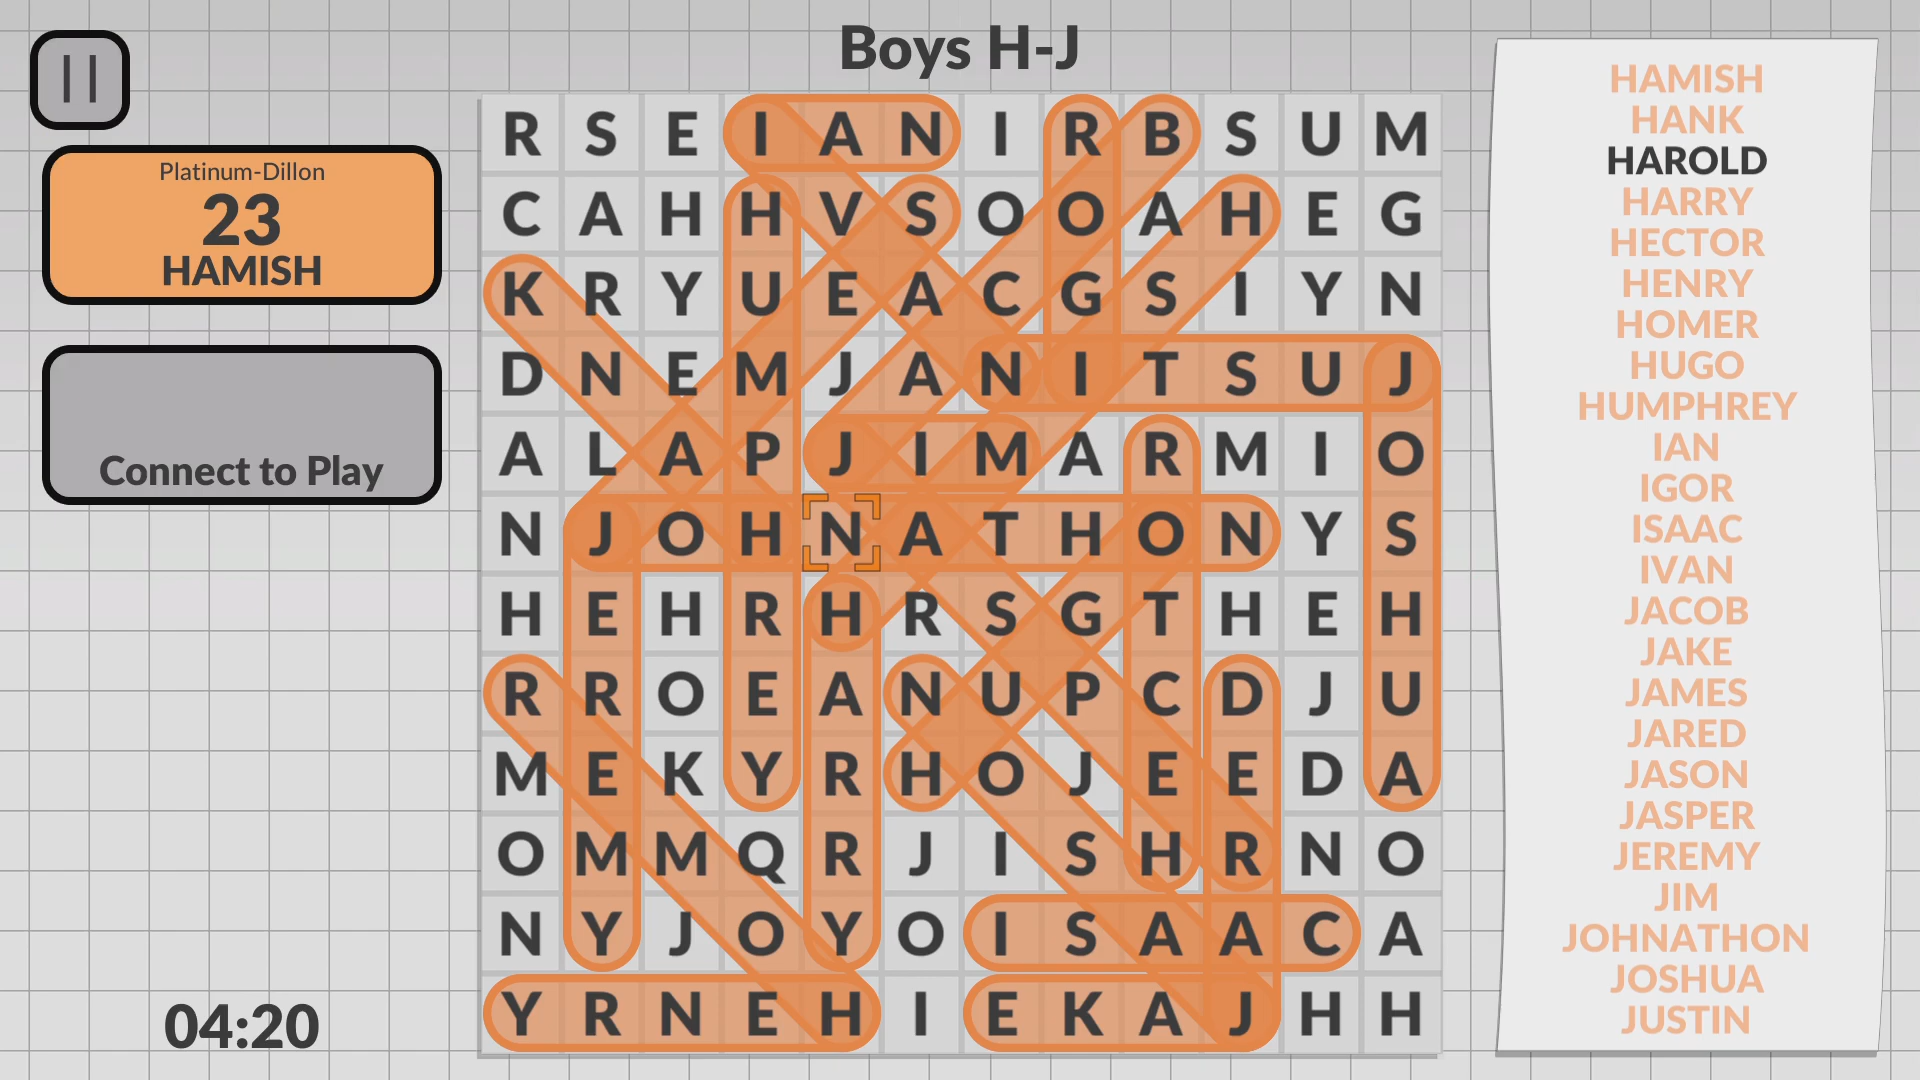 Boys H-J
Platinum-Dillon
23
HAMISH
Connect to Play
04:20
R S E I A N I R B S U M
C A H H V S O O A H E G
K R Y U E A C G S I Y N
D N E M J A N I T S U J
A L A P J I M A R M I O
N J O H N A T H O N Y S
H E H R H R S G T H E H
R R O E A N U P C D J U
M E K Y R H O J E E D A
O M M Q R J I S H R N O
N Y J O Y O I S A A C A
Y R N E H I E K A J H H
HAMISH
HANK
HAROLD
HARRY
HECTOR
HENRY
HOMER
HUGO
HUMPHREY
IAN
IGOR
ISAAC
IVAN
JACOB
JAKE
JAMES
JARED
JASON
JASPER
JEREMY
JIM
JOHNATHON
JOSHUA
JUSTIN